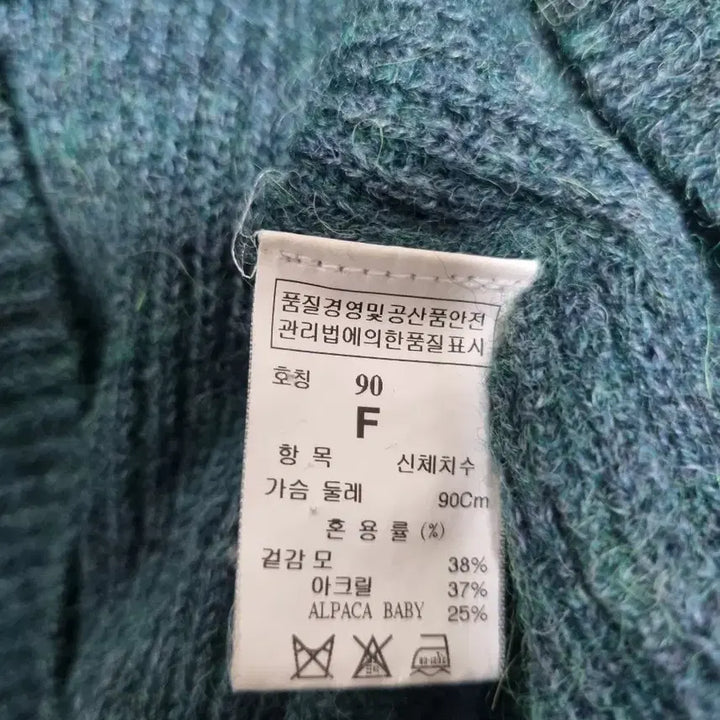 품질경영및공산품안전
관리법에의한품질표시
호칭 90
F
항 목 신체치수
가슴 둘레 90Cm
혼 용 률 (%)
겉감 모 38%
아크릴 37%
ALPACA BABY 25%